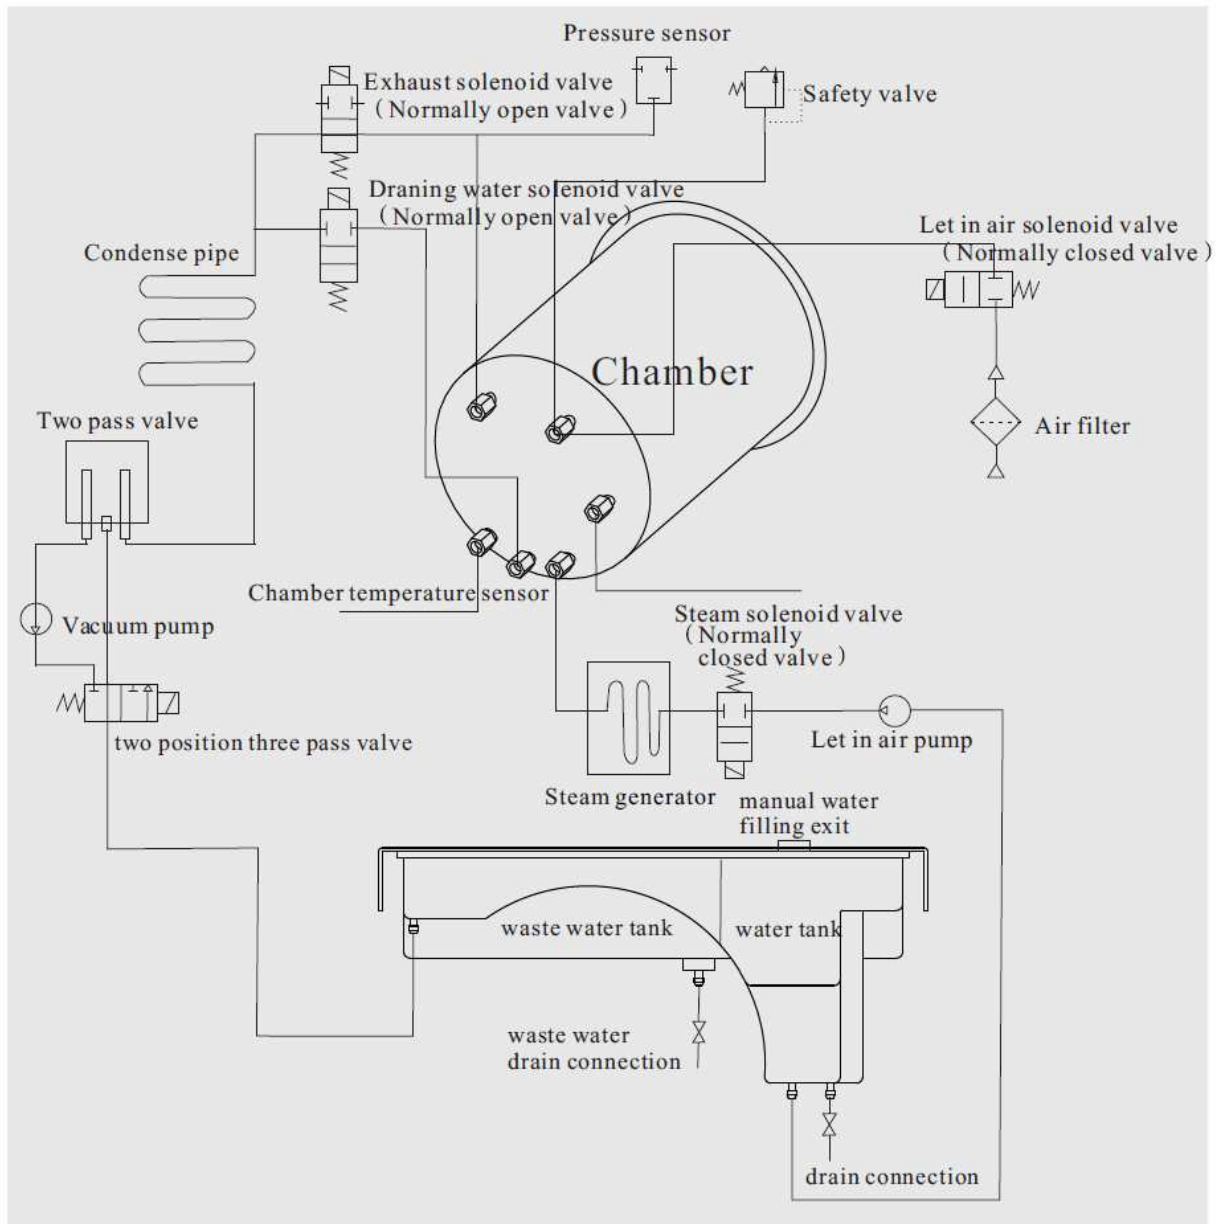 Pressure sensor
Exhaust solenoid valve
(Normally open valve)
Safety valve
Draning water solenoid valve
(Normally open valve)
Let in air solenoid valve
(Normally closed valve)
Condense pipe
Chamber
Two pass valve
Air filter
Chamber temperature sensor
Steam solenoid valve
(Normally
closed valve)
Vacuum pump
two position three pass valve
Let in air pump
Steam generator
manual water
filling exit
waste water tank
water tank
waste water
drain connection
drain connection